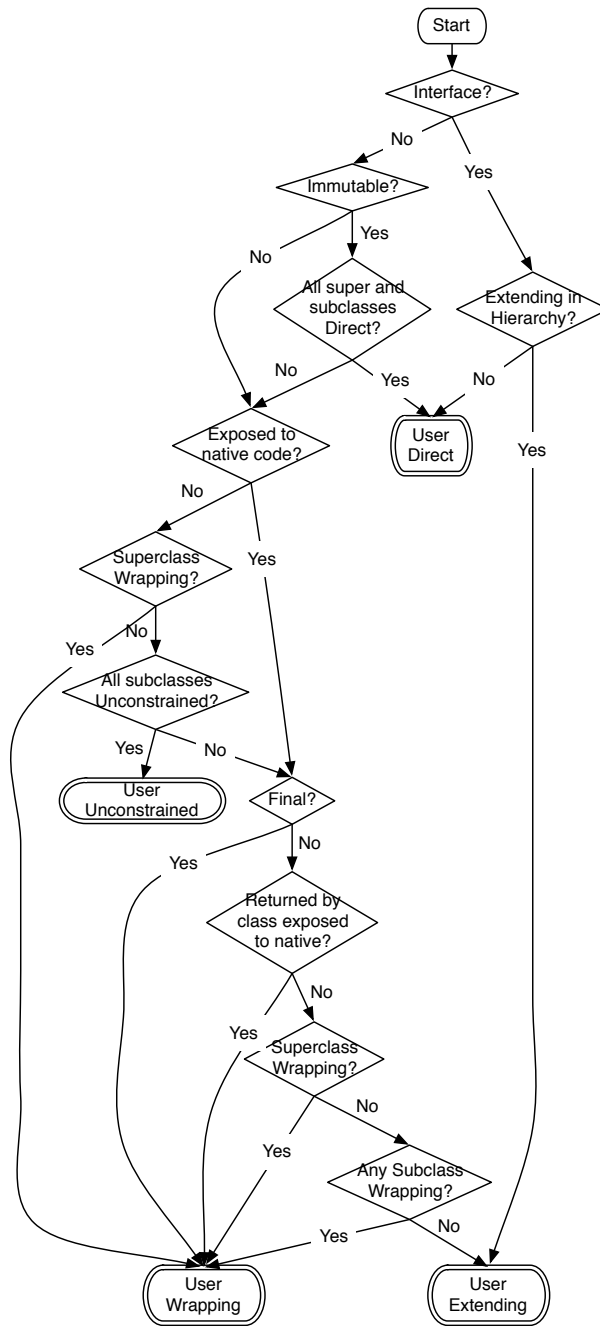 Start
Interface?
No
Yes
Immutable?
No
Yes
All super and
subclasses
Direct?
Extending in
Hierarchy?
No
Yes
No
Yes
User
Direct
Exposed to
native code?
No
Yes
Superclass
Wrapping?
Yes
No
All subclasses
Unconstrained?
Yes
No
User
Unconstrained
Final?
Yes
No
Returned by
class exposed
to native?
Yes
No
Superclass
Wrapping?
Yes
No
Any Subclass
Wrapping?
Yes
No
User
Wrapping
User
Extending